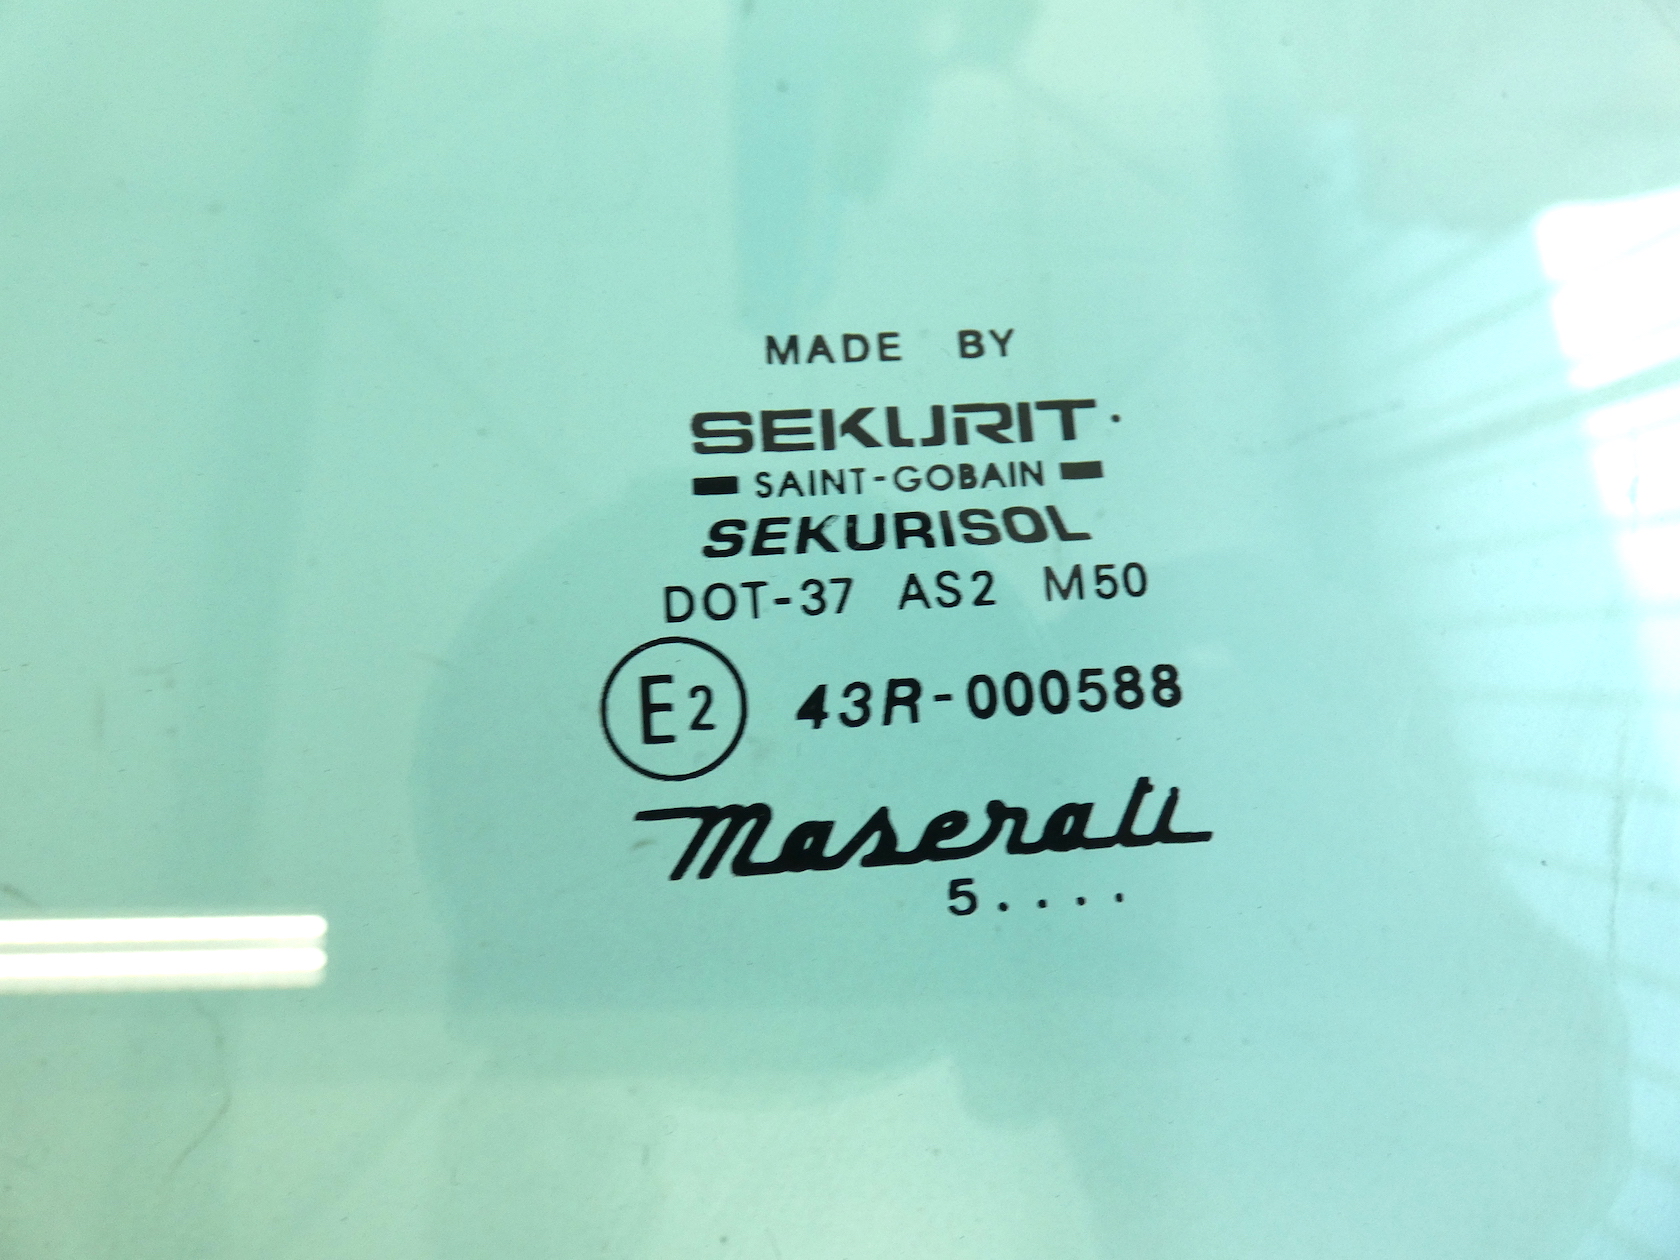 MADE BY
SEKURIT
SAINT-GOBAIN
SEKURISOL
DOT-37 AS2 M50
E2 43R-000588
Maserati
5....